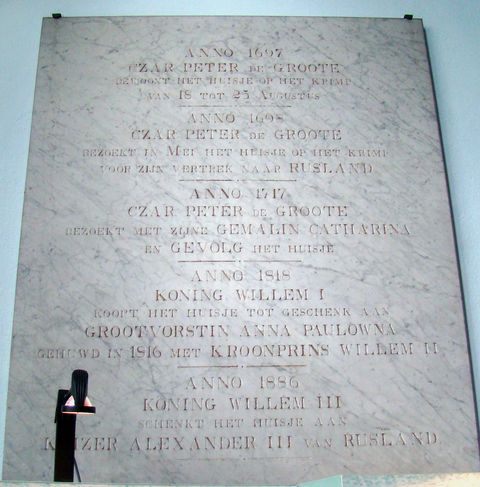 ANNO 1697
CZAR PETER DE GROOTE
BEWOONT HET HUISJE OP HET KRIMP
VAN 18 TOT 25 AUGUSTUS
ANNO 1698
CZAR PETER DE GROOTE
BEZOEKT IN MEI HET HUISJE OP HET KRIMP
VOOR ZIJN VERTREK NAAR RUSLAND
ANNO 1717
CZAR PETER DE GROOTE
BEZOEKT MET ZIJNE GEMALIN CATHARINA
EN GEVOLG HET HUISJE
ANNO 1818
KONING WILLEM I
KOOPT HET HUISJE TOT GESCHENK AAN
GROOTVORSTIN ANNA PAULOWNA
GEHUWD IN 1816 MET KROONPRINS WILLEM II
ANNO 1886
KONING WILLEM III
SCHENKT HET HUISJE AAN
KEIZER ALEXANDER III VAN RUSLAND